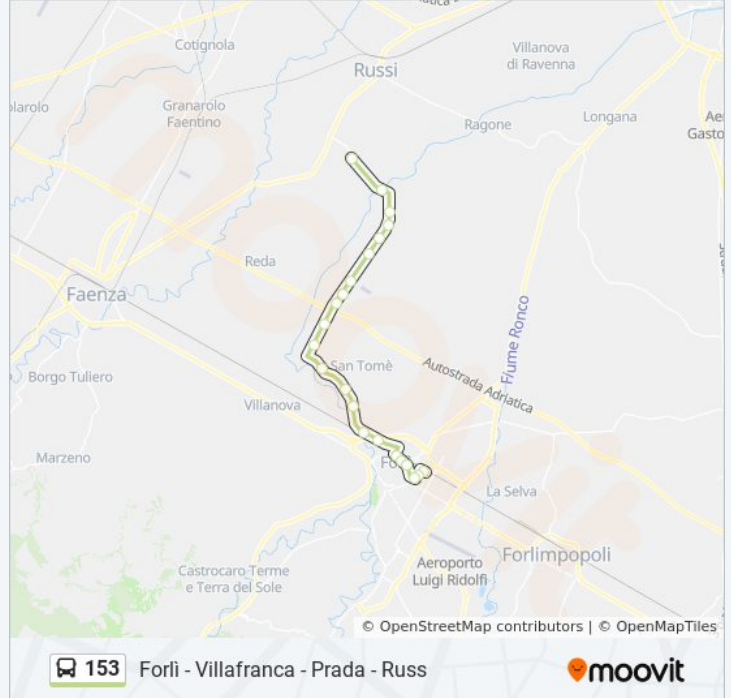 Cotignola
Villanova
di Ravenna
Russi
olarolo
Granarolo
Faentino
Longana
Ragone
Gasto
Reda
Faenza
Fiume Ronco
San Tomè
Autostrada Adriatica
Borgo Tuliero
Villanova
Marzeno
La Selva
Forlimpopoli
Aeroporto
Luigi Ridolfi
Castrocaro Terme
e Terra del Sole
© OpenStreetMap contributors | © OpenMapTiles
153 Forlì - Villafranca - Prada - Russ
moovit